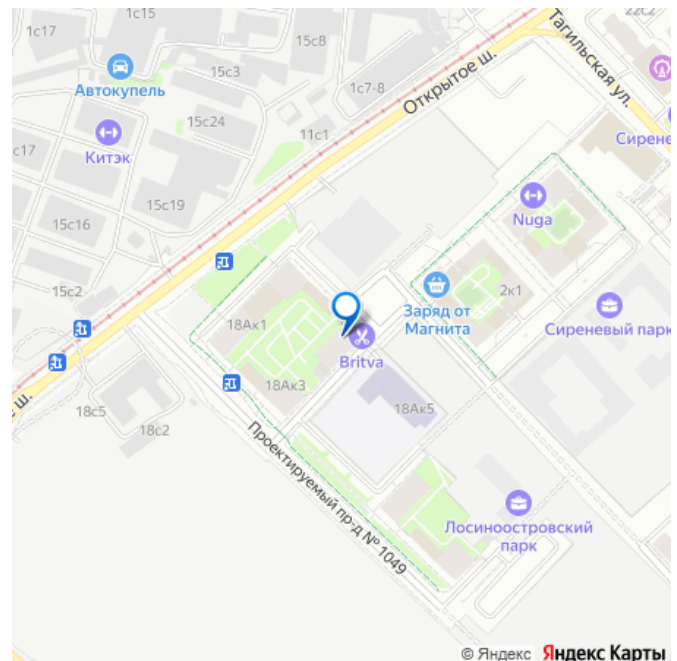 1с15
22с2
1с17
15с8
Тагильская ул.
15с3
1с7-8
Автокупель
Открытое ш.
15с24
11с1
Сирене
с17
Китэк
15с19
Nuga
15с16
15с2
2к1
Заряд от
Магнита
Сиреневый парк
18Ак1
Britva
18Ак3
18Ак5
с ш.
18с5
18с2
Проектируемый пр-д № 1049
Лосиноостровский
парк
© Яндекс Яндекс Карты